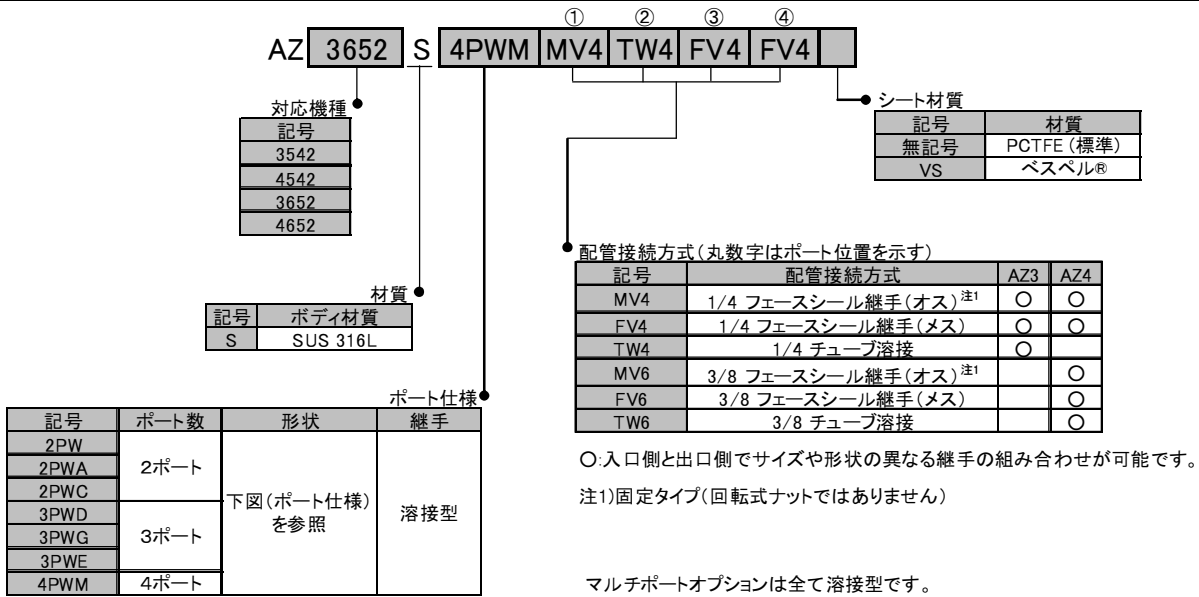 ① ② ③ ④
AZ 3652 S 4PWM MV4 TW4 FV4 FV4
対応機種
記号
3542
4542
3652
4652
シート材質
記号 材質
無記号 PCTFE (標準)
VS ベスペル®
材質
記号 ボディ材質
S SUS 316L
配管接続方式(丸数字はポート位置を示す)
記号 配管接続方式 AZ3 AZ4
MV4 1/4 フェースシール継手(オス)注1 ○ ○
FV4 1/4 フェースシール継手(メス) ○ ○
TW4 1/4 チューブ溶接 ○
MV6 3/8 フェースシール継手(オス)注1 ○
FV6 3/8 フェースシール継手(メス) ○
TW6 3/8 チューブ溶接 ○
○:入口側と出口側でサイズや形状の異なる継手の組み合わせが可能です。
注1)固定タイプ(回転式ナットではありません)
ポート仕様
記号 ポート数 形状 継手
2PW
2PWA 2ポート
2PWC
下図(ポート仕様)
を参照
溶接型
3PWD
3PWG 3ポート
3PWE
4PWM 4ポート
マルチポートオプションは全て溶接型です。